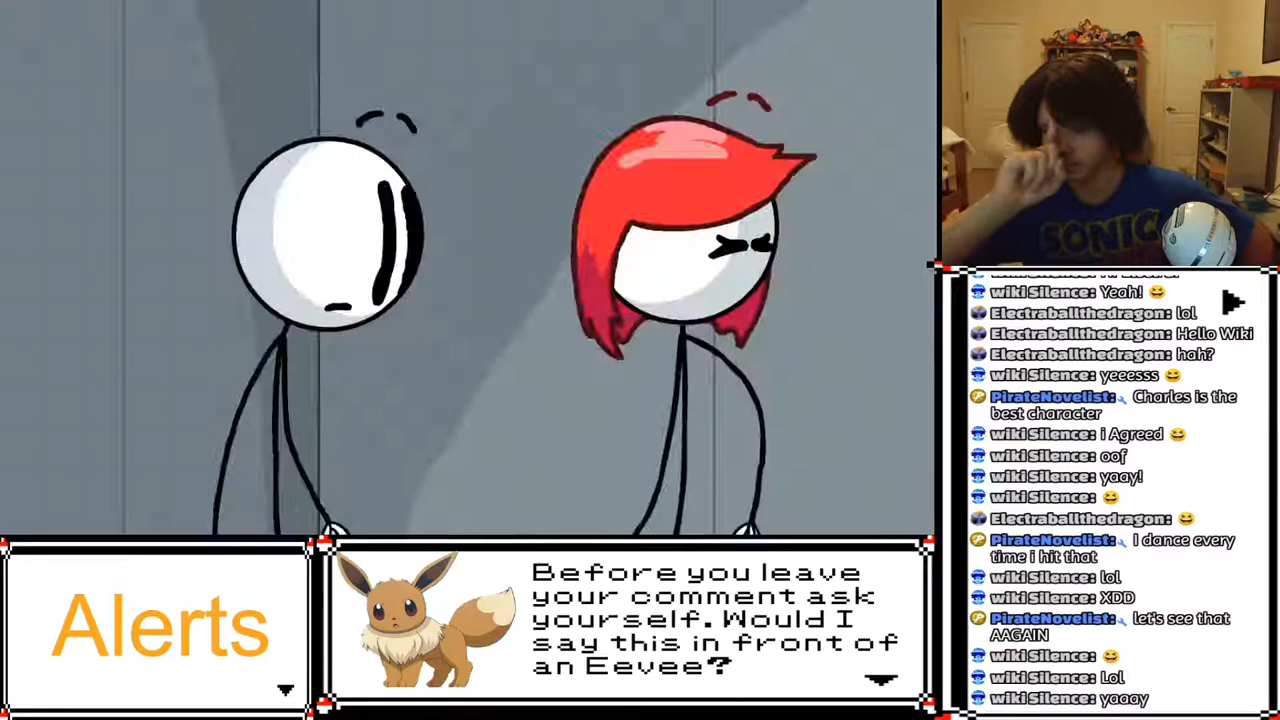 SONIC
wiki Silence: Yeah! 😆
Electraballthedragon: lol
Electraballthedragon: Hello Wiki
Electraballthedragon: hah?
wiki Silence: yeeesss 😆
PirateNovelist: Charles is the
best character
wiki Silence: i Agreed 😆
wiki Silence: oof
wiki Silence: yaay!
wiki Silence: 😆
Electraballthedragon: 😆
PirateNovelist: I dance every
time i hit that
wiki Silence: lol
wiki Silence: XDD
PirateNovelist: let's see that
AAGAIN
wiki Silence: 😆
wiki Silence: Lol
wiki Silence: yaaay
Alerts
Before you leave
your comment ask
yourself. Would I
say this in front of
an Eevee?